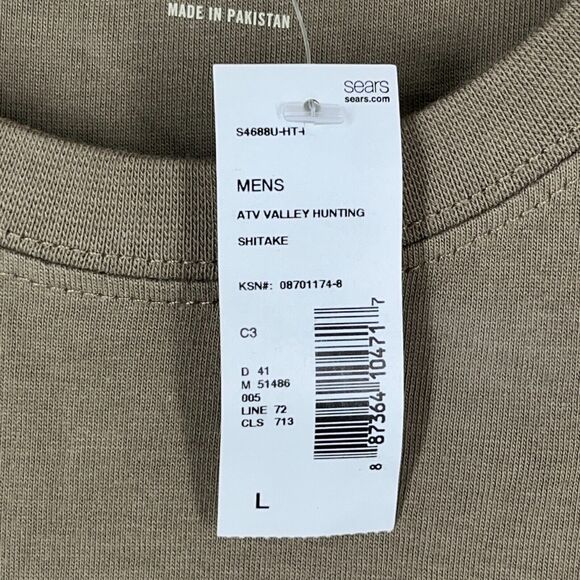 MADE IN PAKISTAN
sears
sears.com
S4688U-HT-
MENS
ATV VALLEY HUNTING
SHITAKE
KSN#: 08701174-8
C3
D 41
M 51486
005
LINE 72
CLS 713
8 87364 10471 7
L